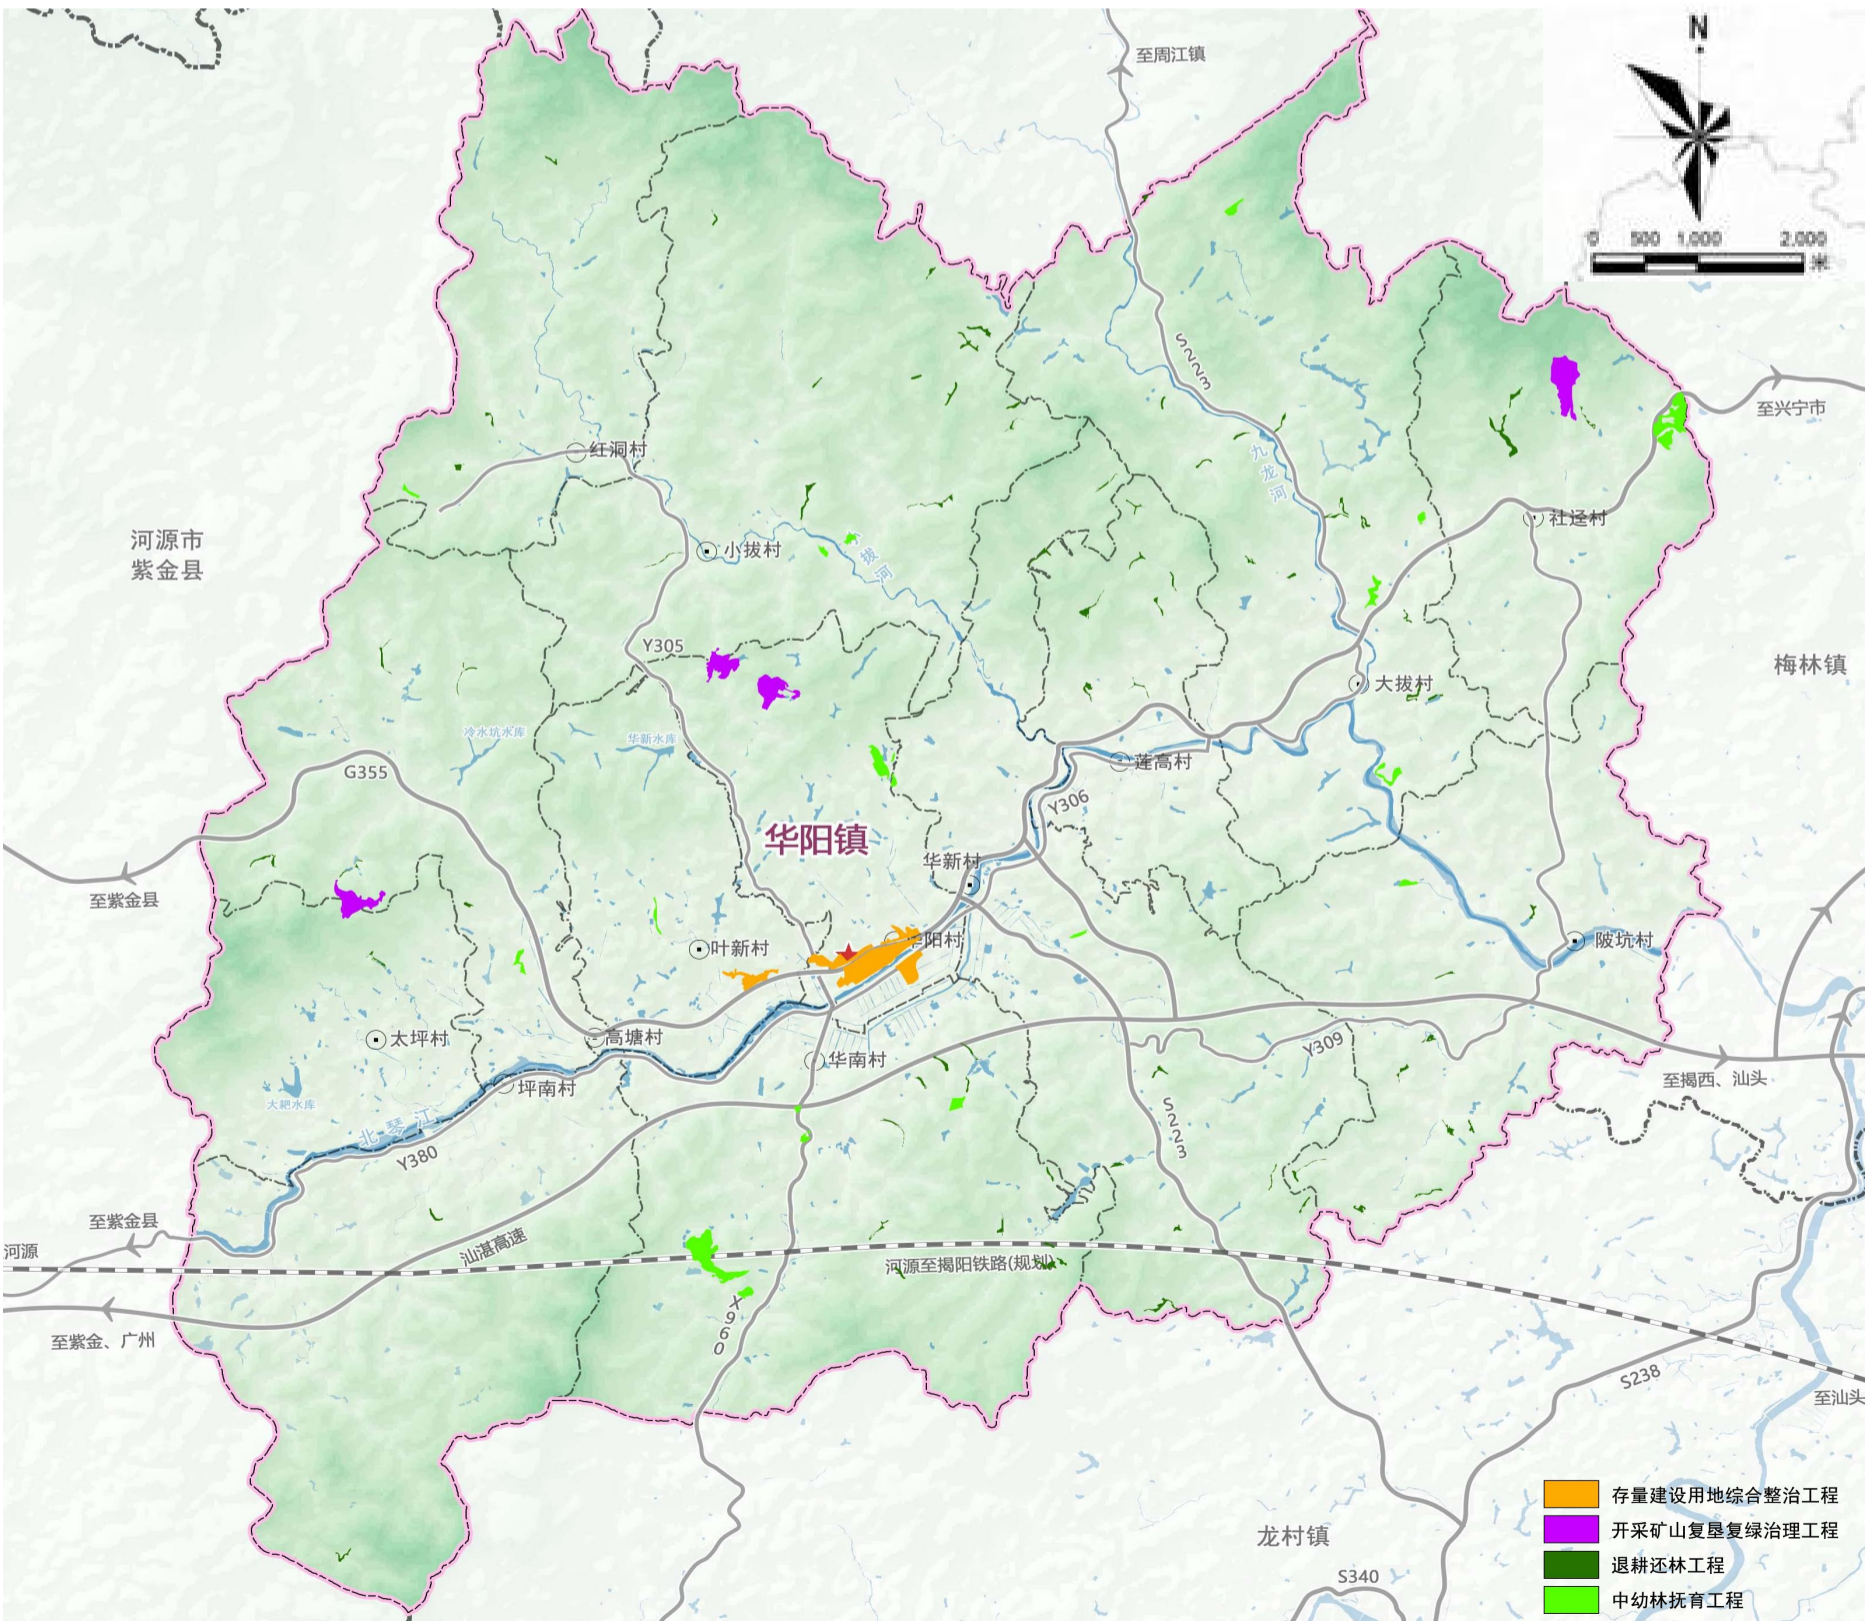 至周江镇
N
0 500 1,000 2,000
米
S223
至兴宁市
九龙河
红洞村
社迳村
河源市
紫金县
小拔村
小拔河
Y305
梅林镇
大拔村
冷水坑水库
华新水库
莲高村
G355
Y306
华阳镇
华新村
至紫金县
叶新村
华阳村
陂坑村
太坪村
高塘村
华南村
Y309
坪南村
至揭西、汕头
大耙水库
北琴江
Y380
S223
至紫金县
河源
汕湛高速
河源至揭阳铁路(规划)
X960
至紫金、广州
S238
至汕头
龙村镇
S340
存量建设用地综合整治工程
开采矿山复垦复绿治理工程
退耕还林工程
中幼林抚育工程